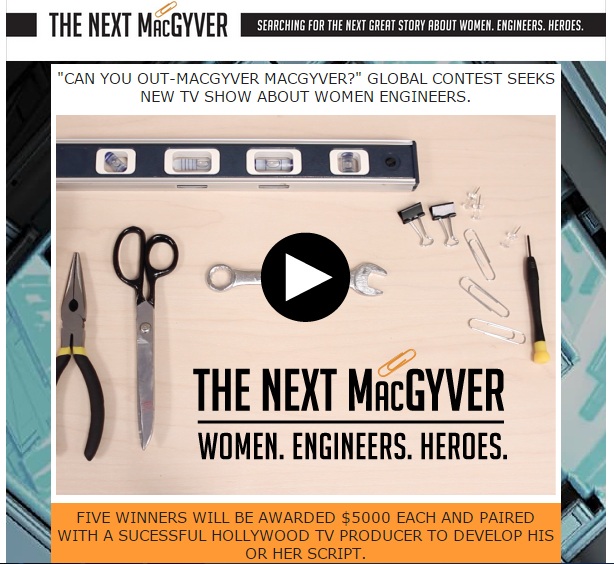 THE NEXT MacGYVER
SEARCHING FOR THE NEXT GREAT STORY ABOUT WOMEN. ENGINEERS. HEROES.
"CAN YOU OUT-MACGYVER MACGYVER?" GLOBAL CONTEST SEEKS
NEW TV SHOW ABOUT WOMEN ENGINEERS.
THE NEXT MacGYVER
WOMEN. ENGINEERS. HEROES.
FIVE WINNERS WILL BE AWARDED $5000 EACH AND PAIRED
WITH A SUCESSFUL HOLLYWOOD TV PRODUCER TO DEVELOP HIS
OR HER SCRIPT.